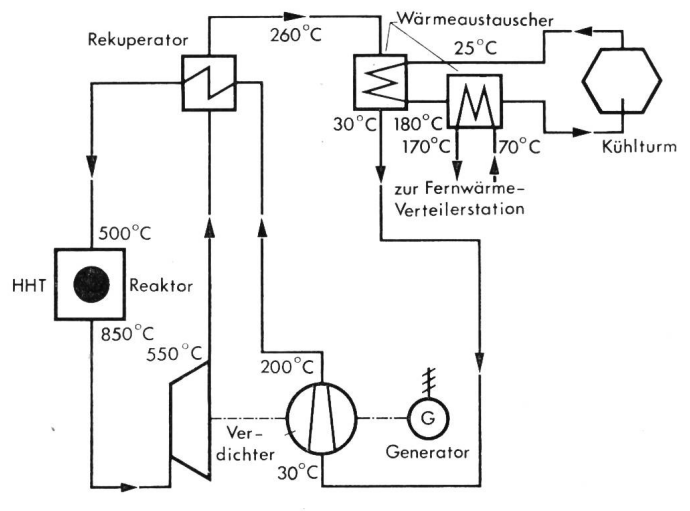 Wärmeaustauscher
Rekuperator
260°C
25°C
30°C
180°C
170°C
70°C
Kühlturm
zur Fernwärme-
Verteilerstation
500°C
HHT
Reaktor
850°C
550°C
200°C
G
Ver-
dichter
Generator
30°C